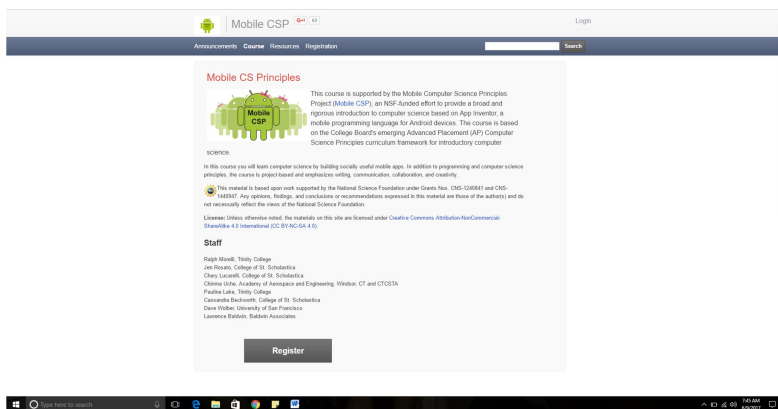 Mobile CSP
G+1 63
Login
Announcements Course Resources Registration
Search
Mobile CS Principles
Mobile
CSP
This course is supported by the Mobile Computer Science Principles
Project (Mobile CSP), an NSF-funded effort to provide a broad and
rigorous introduction to computer science based on App Inventor, a
mobile programming language for Android devices. The course is based
on the College Board's emerging Advanced Placement (AP) Computer
Science Principles curriculum framework for introductory computer
science.
In this course you will learn computer science by building socially useful mobile apps. In addition to programming and computer science
principles, the course is project-based and emphasizes writing, communication, collaboration, and creativity.
This material is based upon work supported by the National Science Foundation under Grants Nos. CNS-1240841 and CNS-
1440947. Any opinions, findings, and conclusions or recommendations expressed in this material are those of the author(s) and do
not necessarily reflect the views of the National Science Foundation.
License: Unless otherwise noted, the materials on this site are licensed under Creative Commons Attribution-NonCommercial-
ShareAlike 4.0 International (CC BY-NC-SA 4.0).
Staff
Ralph Morelli, Trinity College
Jen Rosato, College of St. Scholastica
Chery Lucarelli, College of St. Scholastica
Chinma Uche, Academy of Aerospace and Engineering, Windsor, CT and CTCSTA
Pauline Lake, Trinity College
Cassandra Beckworth, College of St. Scholastica
Dave Wolber, University of San Francisco
Lawrence Baldwin, Baldwin Associates
Register
Type here to search
7:45 AM
6/9/2017